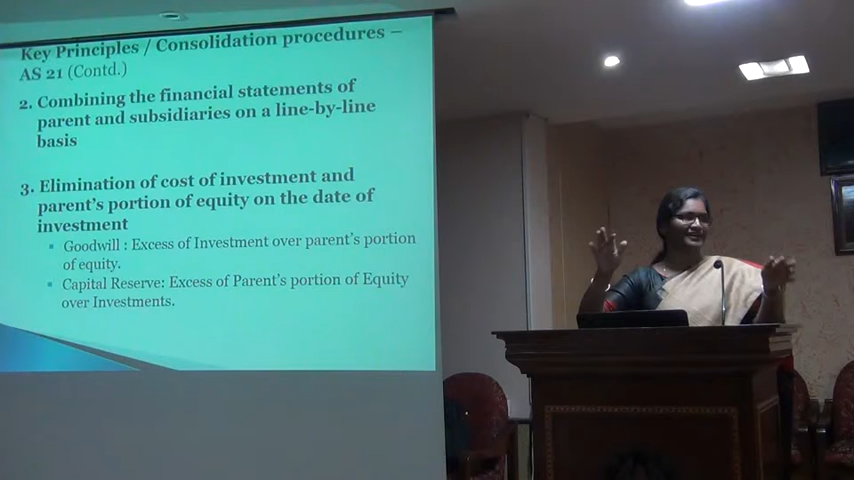 Key Principles / Consolidation procedures –
AS 21 (Contd.)
2. Combining the financial statements of
parent and subsidiaries on a line-by-line
basis
3. Elimination of cost of investment and
parent's portion of equity on the date of
investment
▪ Goodwill : Excess of Investment over parent's portion
of equity.
▪ Capital Reserve: Excess of Parent's portion of Equity
over Investments.